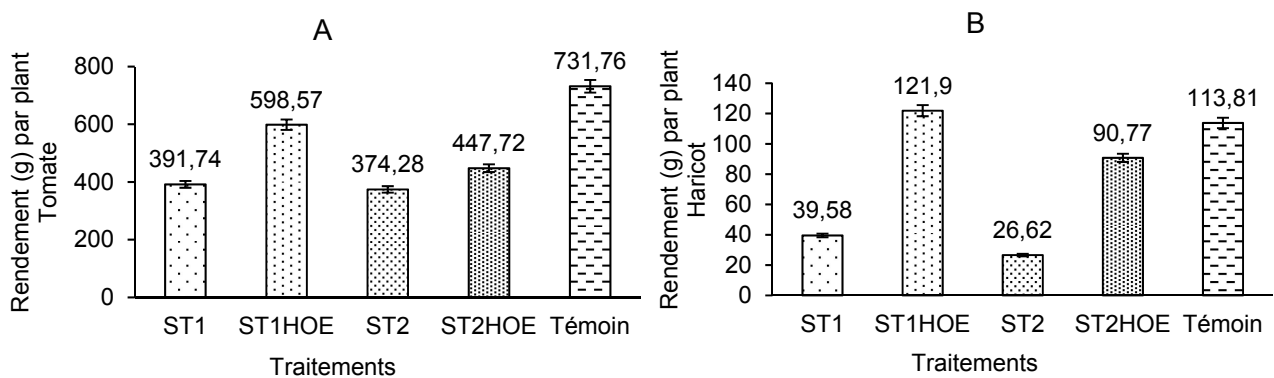 A
Rendement (g) par plant
Tomate
800
600
400
200
0
391,74
598,57
374,28
447,72
731,76
ST1 ST1HOE ST2 ST2HOE Témoin
Traitements
B
Rendement (g) par plant
Haricot
140
120
100
80
60
40
20
0
39,58
121,9
26,62
90,77
113,81
ST1 ST1HOE ST2 ST2HOE Témoin
Traitements